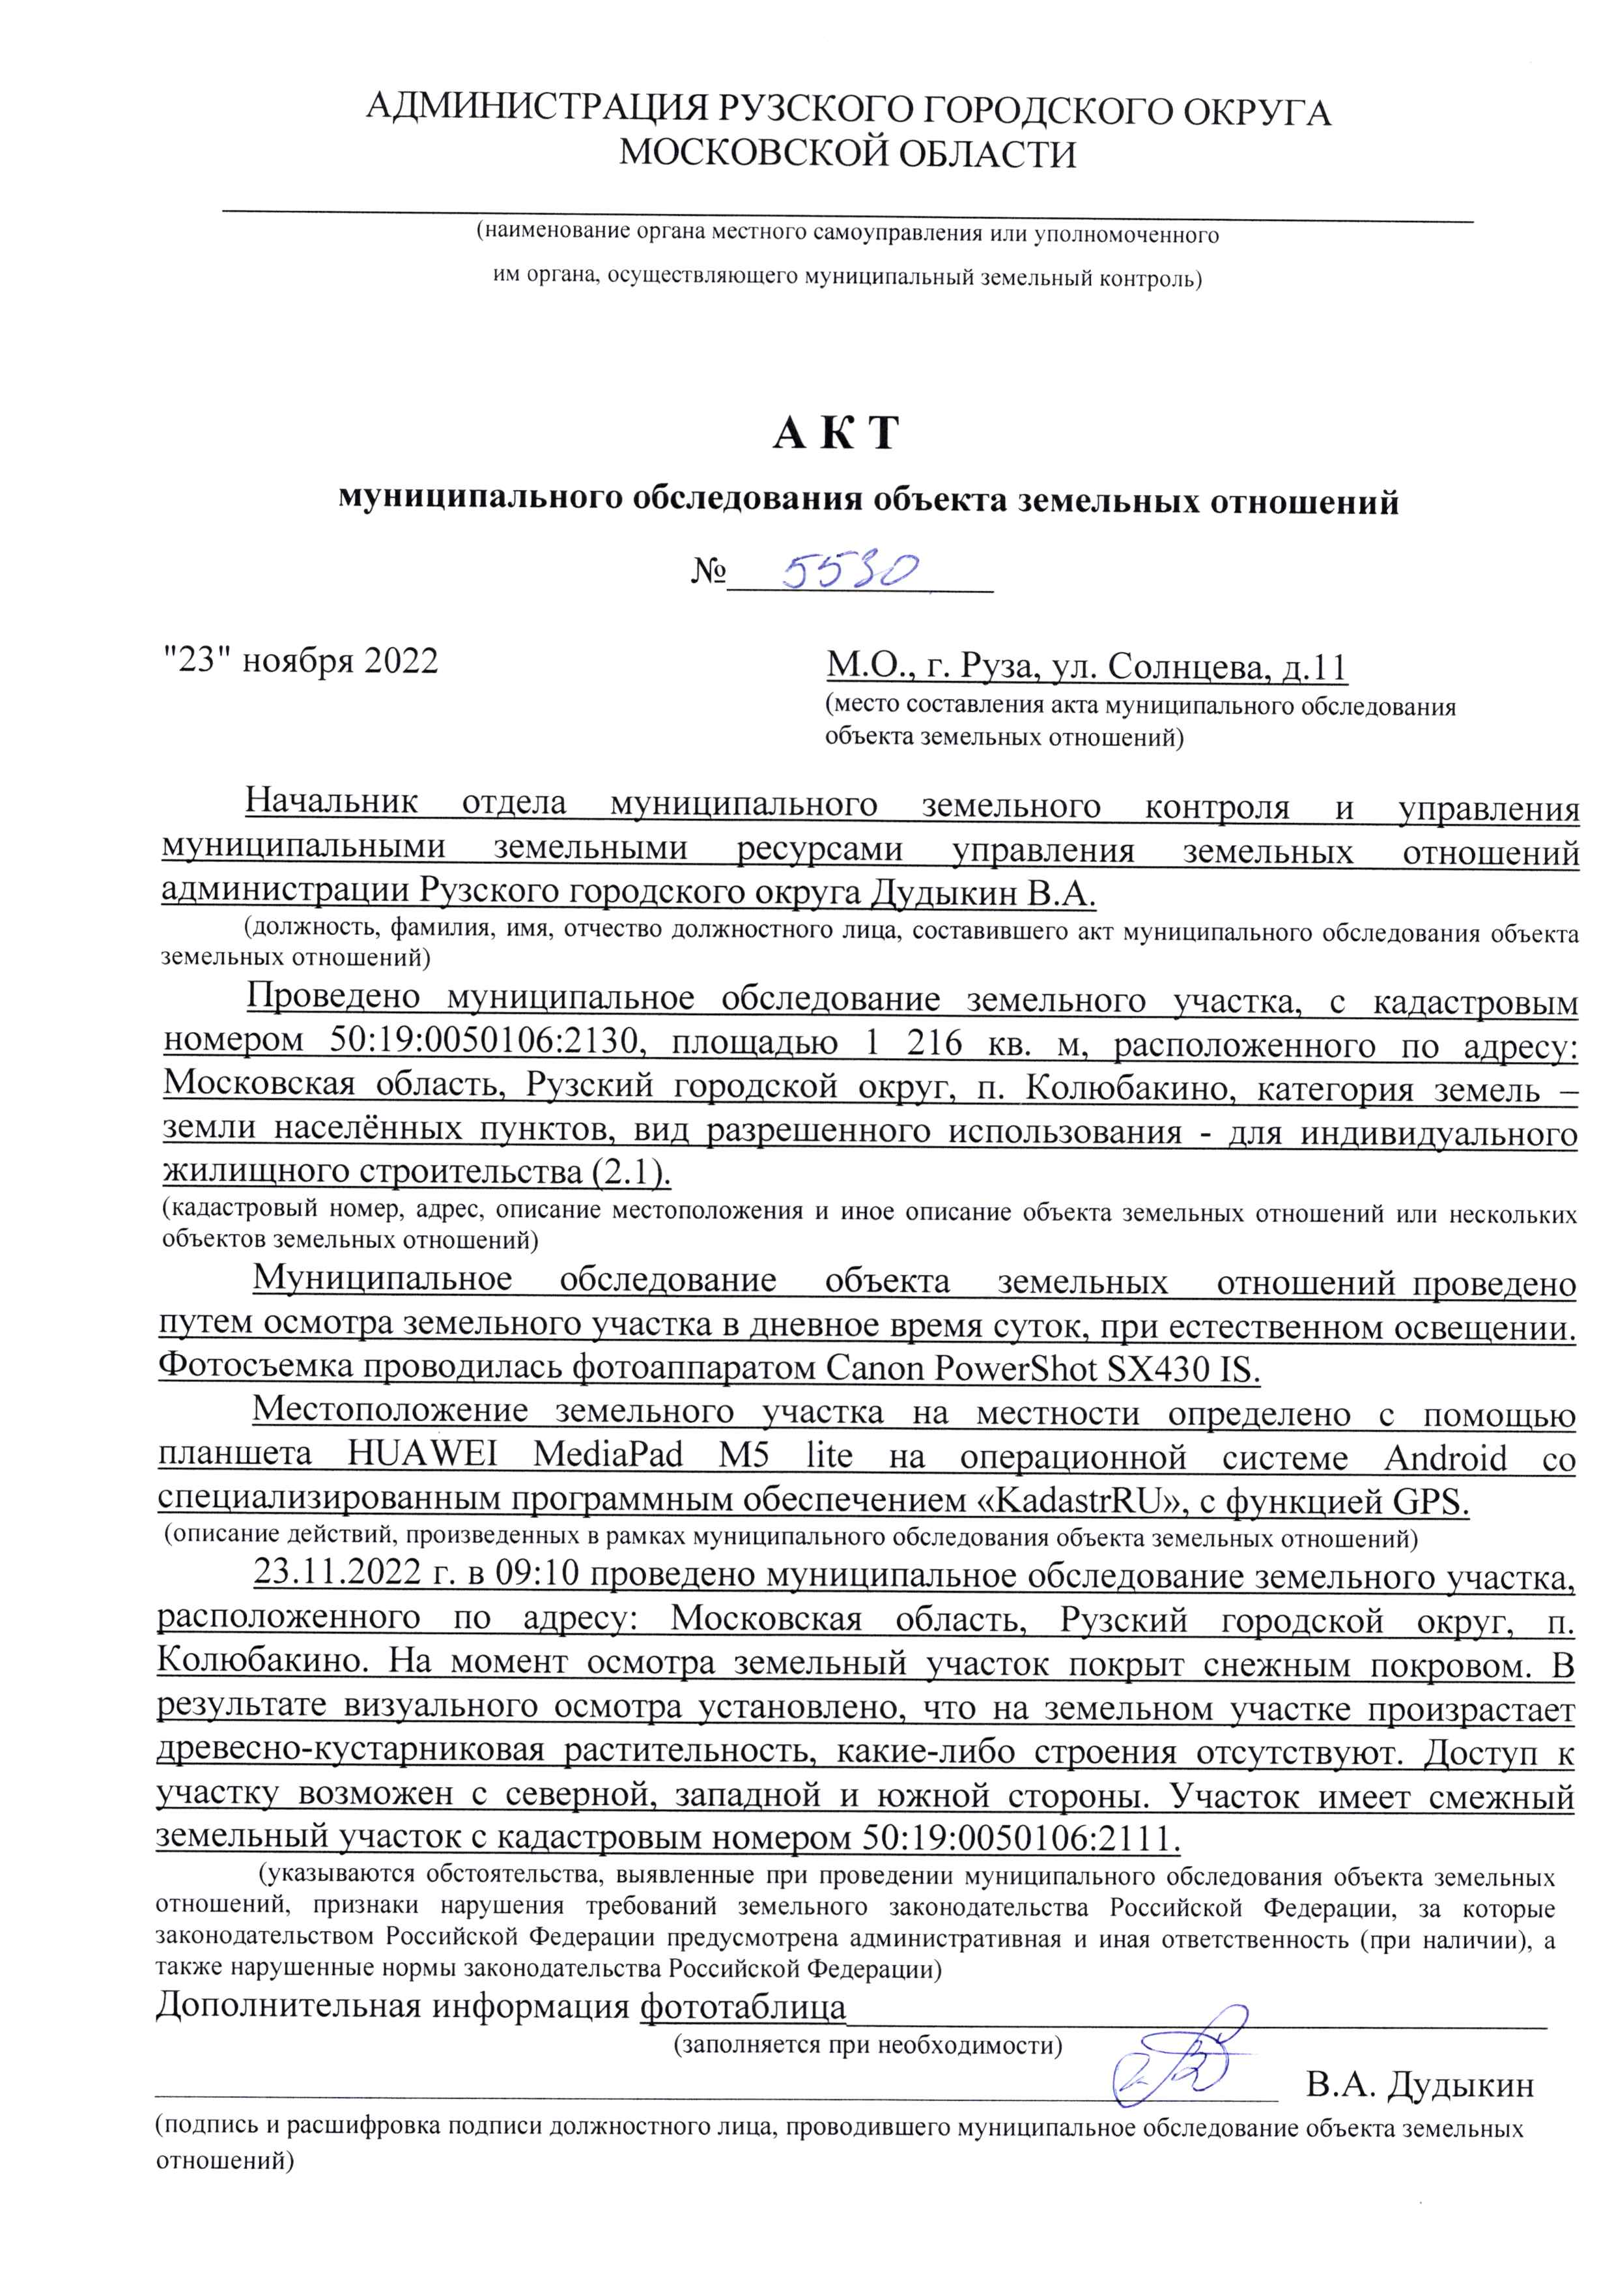 АДМИНИСТРАЦИЯ РУЗСКОГО ГОРОДСКОГО ОКРУГА
МОСКОВСКОЙ ОБЛАСТИ
(наименование органа местного самоуправления или уполномоченного
им органа, осуществляющего муниципальный земельный контроль)
А К Т
муниципального обследования объекта земельных отношений
№ 5530
"23" ноября 2022
М.О., г. Руза, ул. Солнцева, д.11
(место составления акта муниципального обследования
объекта земельных отношений)
Начальник отдела муниципального земельного контроля и управления
муниципальными земельными ресурсами управления земельных отношений
администрации Рузского городского округа Дудыкин В.А.
(должность, фамилия, имя, отчество должностного лица, составившего акт муниципального обследования объекта
земельных отношений)
Проведено муниципальное обследование земельного участка, с кадастровым
номером 50:19:0050106:2130, площадью 1 216 кв. м, расположенного по адресу:
Московская область, Рузский городской округ, п. Колюбакино, категория земель –
земли населённых пунктов, вид разрешенного использования - для индивидуального
жилищного строительства (2.1).
(кадастровый номер, адрес, описание местоположения и иное описание объекта земельных отношений или нескольких
объектов земельных отношений)
Муниципальное обследование объекта земельных отношений проведено
путем осмотра земельного участка в дневное время суток, при естественном освещении.
Фотосъемка проводилась фотоаппаратом Canon PowerShot SX430 IS.
Местоположение земельного участка на местности определено с помощью
планшета HUAWEI MediaPad M5 lite на операционной системе Android со
специализированным программным обеспечением «KadastrRU», с функцией GPS.
(описание действий, произведенных в рамках муниципального обследования объекта земельных отношений)
23.11.2022 г. в 09:10 проведено муниципальное обследование земельного участка,
расположенного по адресу: Московская область, Рузский городской округ, п.
Колюбакино. На момент осмотра земельный участок покрыт снежным покровом. В
результате визуального осмотра установлено, что на земельном участке произрастает
древесно-кустарниковая растительность, какие-либо строения отсутствуют. Доступ к
участку возможен с северной, западной и южной стороны. Участок имеет смежный
земельный участок с кадастровым номером 50:19:0050106:2111.
(указываются обстоятельства, выявленные при проведении муниципального обследования объекта земельных
отношений, признаки нарушения требований земельного законодательства Российской Федерации, за которые
законодательством Российской Федерации предусмотрена административная и иная ответственность (при наличии), а
также нарушенные нормы законодательства Российской Федерации)
Дополнительная информация фототаблица
(заполняется при необходимости)
В.А. Дудыкин
(подпись и расшифровка подписи должностного лица, проводившего муниципальное обследование объекта земельных
отношений)